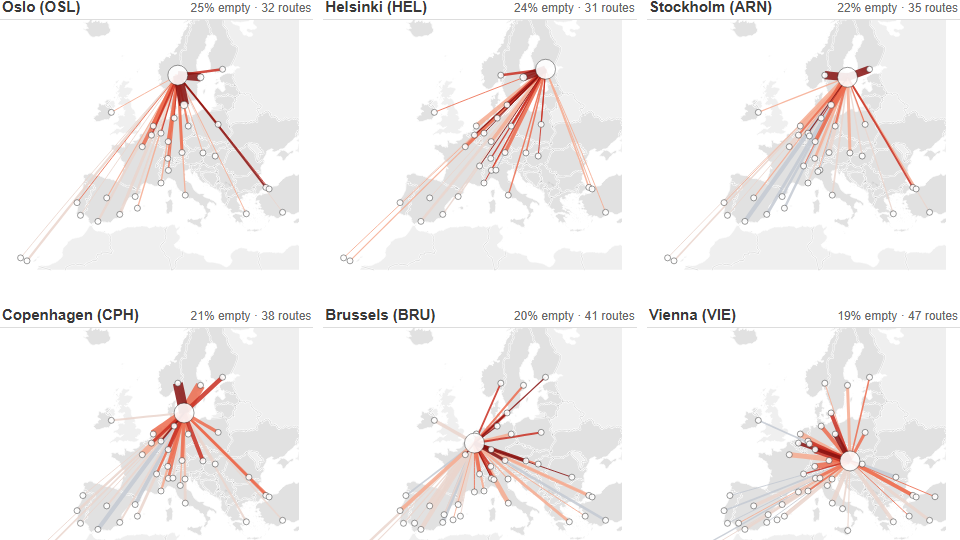 Oslo (OSL) 25% empty · 32 routes
Helsinki (HEL) 24% empty · 31 routes
Stockholm (ARN) 22% empty · 35 routes
Copenhagen (CPH) 21% empty · 38 routes
Brussels (BRU) 20% empty · 41 routes
Vienna (VIE) 19% empty · 47 routes